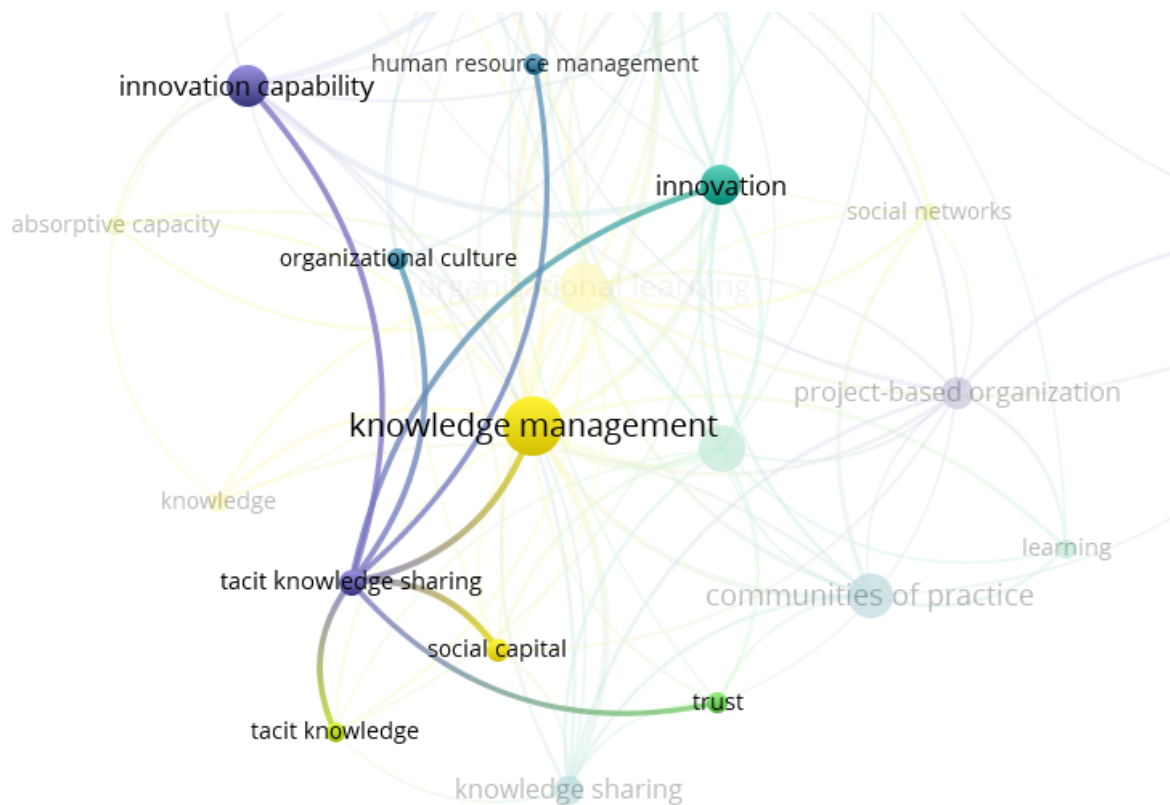 human resource management
innovation capability
innovation
social networks
absorptive capacity
organizational culture
organizational learning
project-based organization
knowledge management
knowledge
learning
tacit knowledge sharing
communities of practice
social capital
trust
tacit knowledge
knowledge sharing